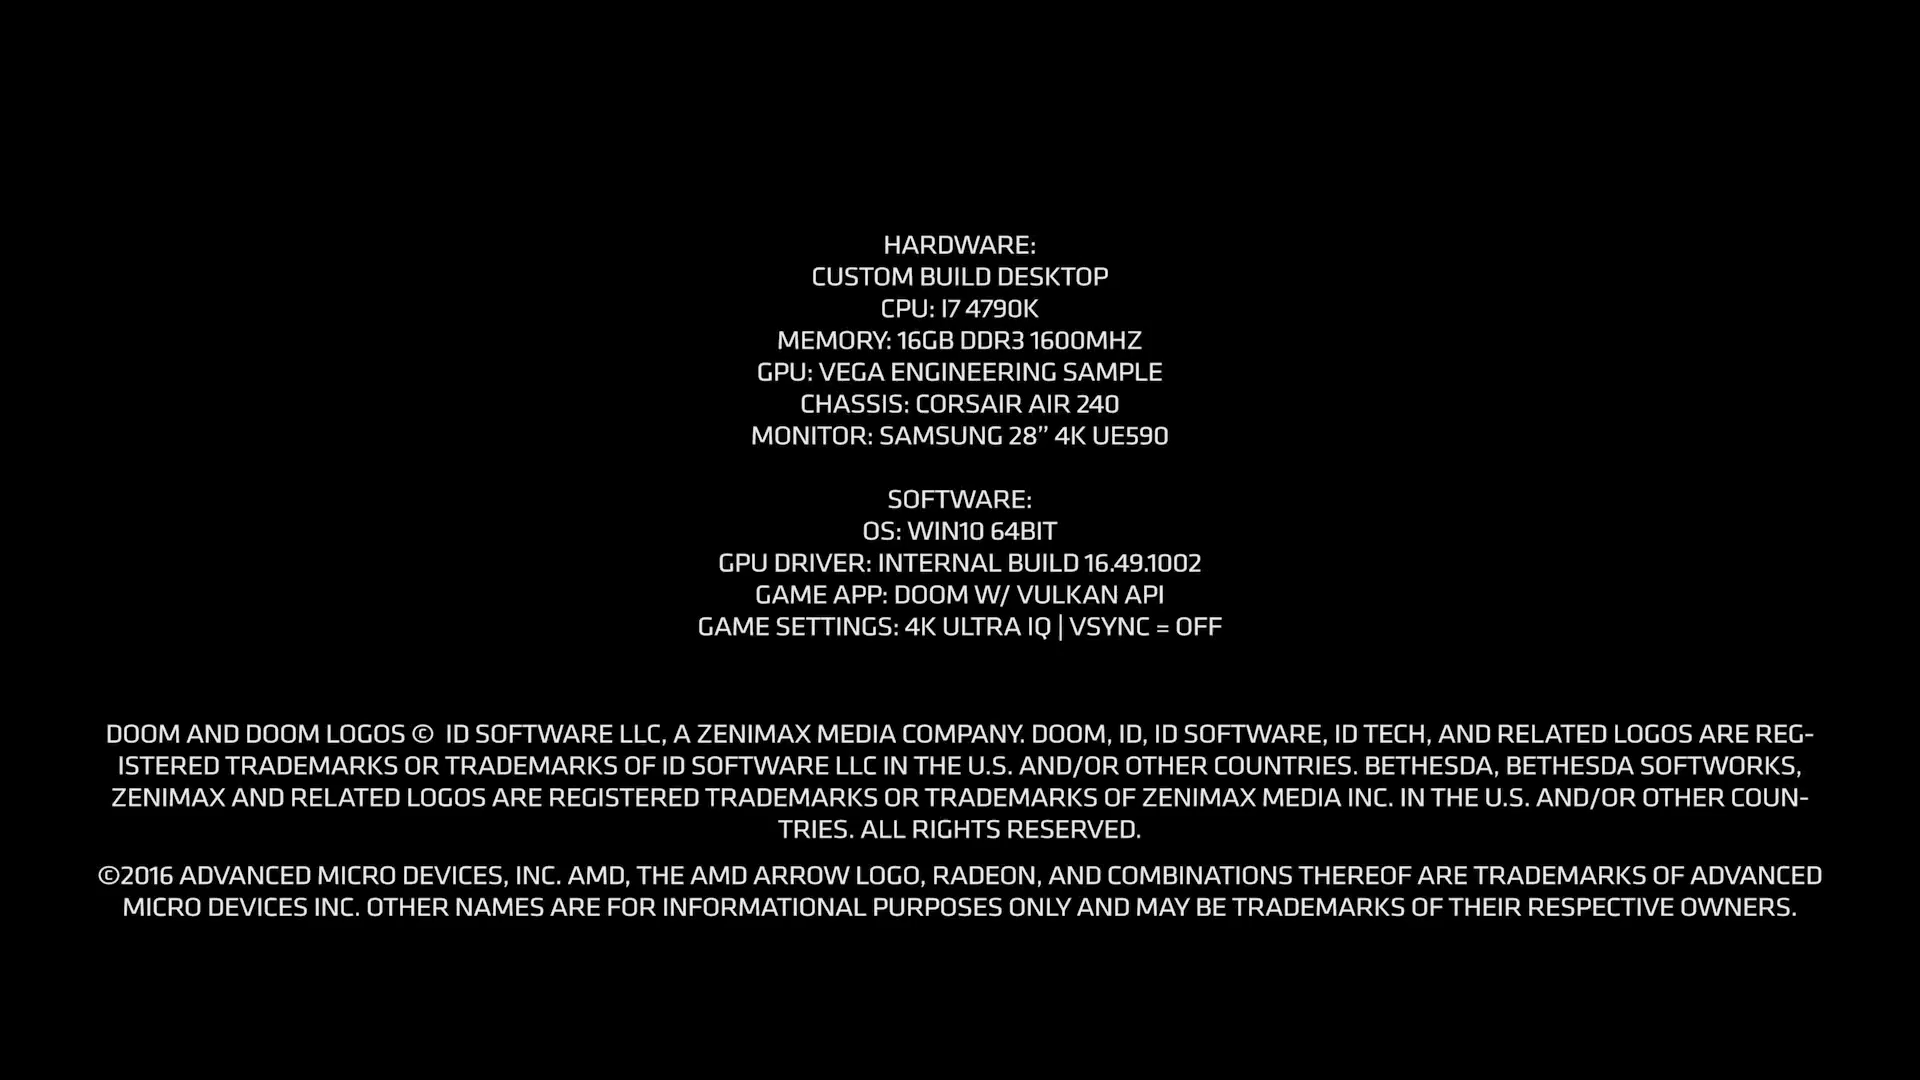 HARDWARE:
CUSTOM BUILD DESKTOP
CPU: I7 4790K
MEMORY: 16GB DDR3 1600MHZ
GPU: VEGA ENGINEERING SAMPLE
CHASSIS: CORSAIR AIR 240
MONITOR: SAMSUNG 28” 4K UE590
SOFTWARE:
OS: WIN10 64BIT
GPU DRIVER: INTERNAL BUILD 16.49.1002
GAME APP: DOOM W/ VULKAN API
GAME SETTINGS: 4K ULTRA IQ | VSYNC = OFF
DOOM AND DOOM LOGOS © ID SOFTWARE LLC, A ZENIMAX MEDIA COMPANY. DOOM, ID, ID SOFTWARE, ID TECH, AND RELATED LOGOS ARE REG-
ISTERED TRADEMARKS OR TRADEMARKS OF ID SOFTWARE LLC IN THE U.S. AND/OR OTHER COUNTRIES. BETHESDA, BETHESDA SOFTWORKS,
ZENIMAX AND RELATED LOGOS ARE REGISTERED TRADEMARKS OR TRADEMARKS OF ZENIMAX MEDIA INC. IN THE U.S. AND/OR OTHER COUN-
TRIES. ALL RIGHTS RESERVED.
©2016 ADVANCED MICRO DEVICES, INC. AMD, THE AMD ARROW LOGO, RADEON, AND COMBINATIONS THEREOF ARE TRADEMARKS OF ADVANCED
MICRO DEVICES INC. OTHER NAMES ARE FOR INFORMATIONAL PURPOSES ONLY AND MAY BE TRADEMARKS OF THEIR RESPECTIVE OWNERS.